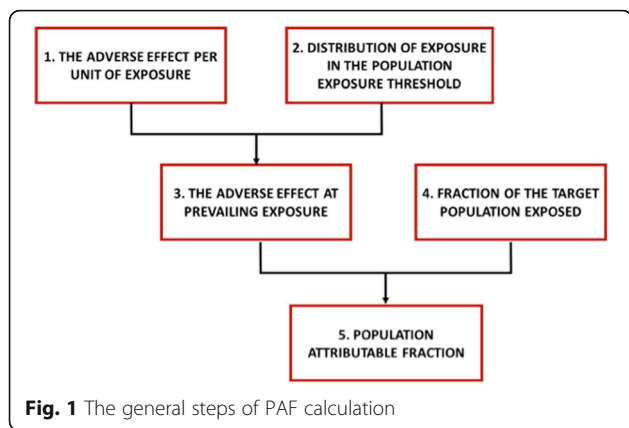 1. THE ADVERSE EFFECT PER
UNIT OF EXPOSURE
2. DISTRIBUTION OF EXPOSURE
IN THE POPULATION
EXPOSURE THRESHOLD
3. THE ADVERSE EFFECT AT
PREVAILING EXPOSURE
4. FRACTION OF THE TARGET
POPULATION EXPOSED
5. POPULATION
ATTRIBUTABLE FRACTION
Fig. 1 The general steps of PAF calculation